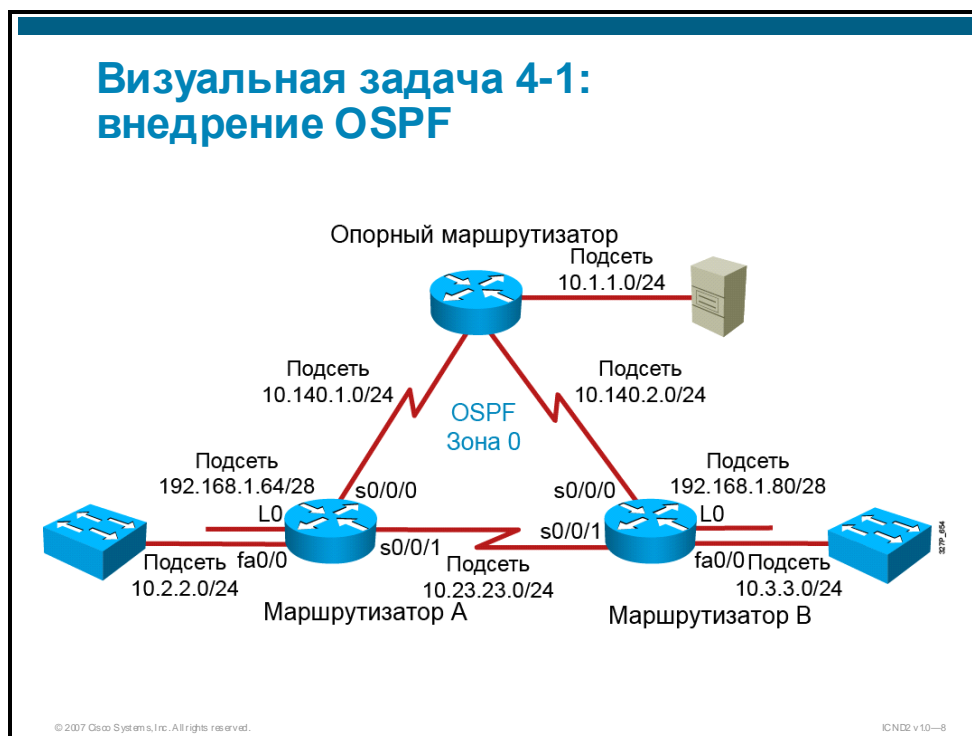 Визуальная задача 4-1:
внедрение OSPF
Опорный маршрутизатор
Подсеть
10.1.1.0/24
Подсеть
10.140.1.0/24
Подсеть
10.140.2.0/24
OSPF
Зона 0
Подсеть
192.168.1.64/28
s0/0/0
L0
s0/0/1
fa0/0
Подсеть
10.2.2.0/24
Маршрутизатор A
Подсеть
10.23.23.0/24
Подсеть
192.168.1.80/28
s0/0/0
L0
s0/0/1
fa0/0
Подсеть
10.3.3.0/24
Маршрутизатор B
327P_654
© 2007 Cisco Systems, Inc. All rights reserved.
ICND2 v1.0—8